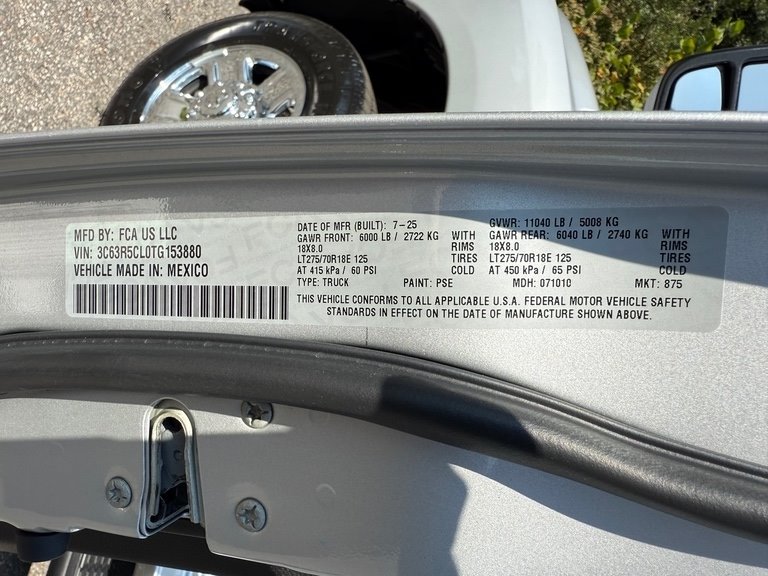 MFD BY: FCA US LLC
VIN: 3C63R5CL0TG153880
VEHICLE MADE IN: MEXICO
DATE OF MFR (BUILT): 7-25
GAWR FRONT: 6000 LB / 2722 KG WITH
18X8.0 RIMS
LT275/70R18E 125 TIRES
AT 415 kPa / 60 PSI COLD
TYPE: TRUCK PAINT: PSE
GVWR: 11040 LB / 5008 KG
GAWR REAR: 6040 LB / 2740 KG WITH
18X8.0 RIMS
LT275/70R18E 125 TIRES
AT 450 kPa / 65 PSI COLD
MDH: 071010 MKT: 875
THIS VEHICLE CONFORMS TO ALL APPLICABLE U.S.A. FEDERAL MOTOR VEHICLE SAFETY
STANDARDS IN EFFECT ON THE DATE OF MANUFACTURE SHOWN ABOVE.